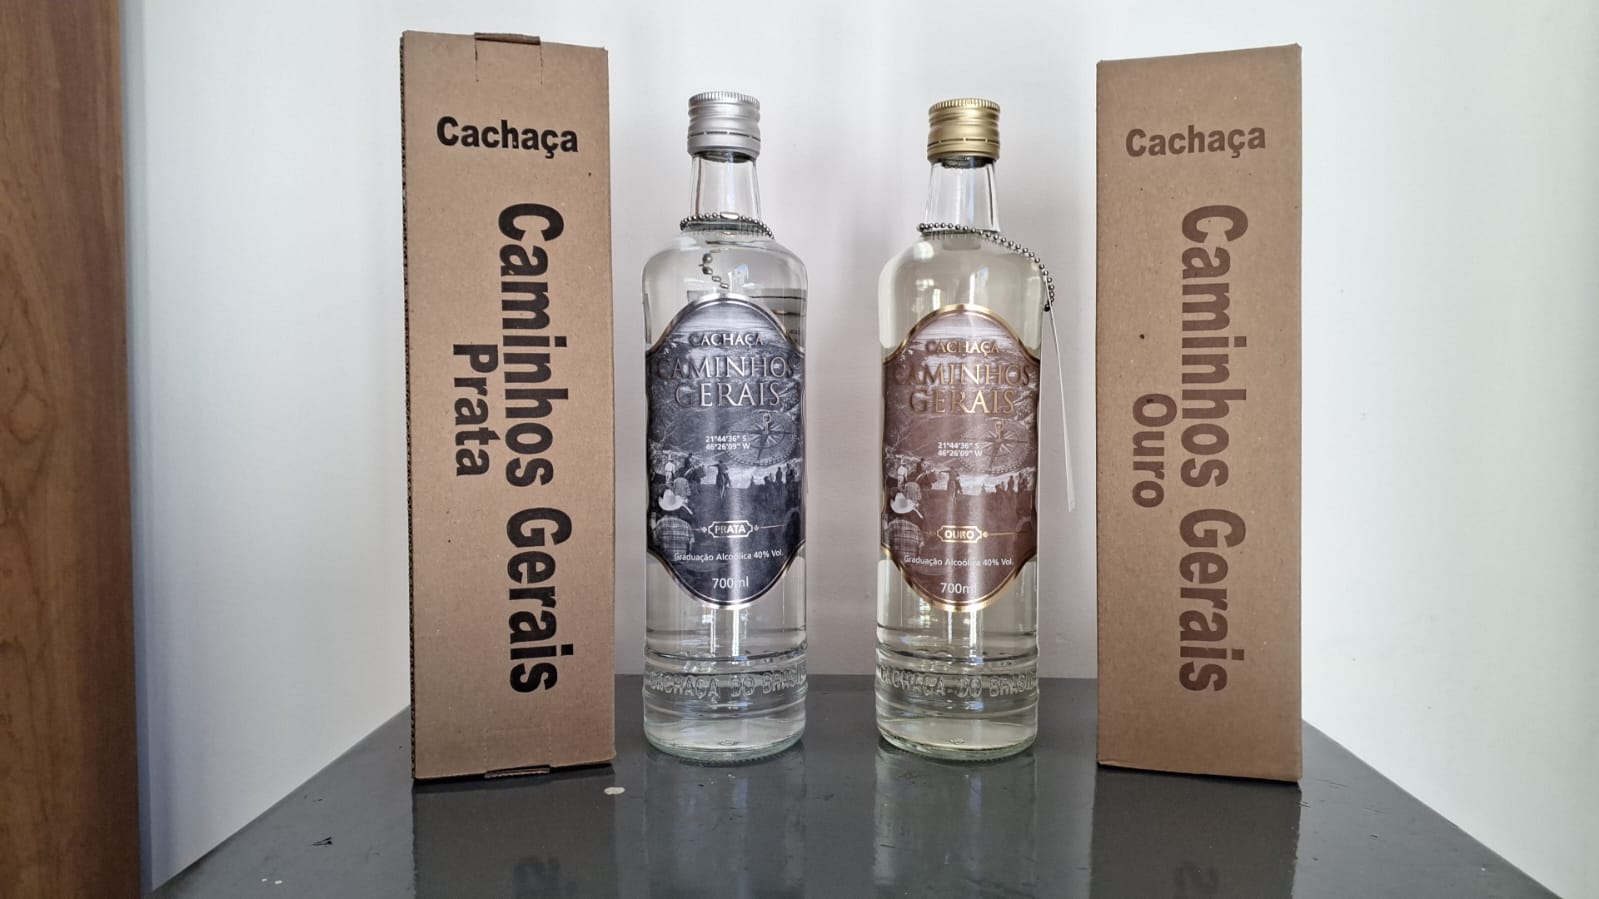 Cachaça
Caminhos Gerais
Prata
CACHAÇA
CAMINHOS
GERAIS
21°44'36" S
46°26'09" W
PRATA
Graduação Alcoólica 40% Vol.
700ml
CACHAÇA DO BRASIL
CACHAÇA
CAMINHOS
GERAIS
21°44'36" S
46°26'09" W
OURO
Graduação Alcoólica 40% Vol.
700ml
CACHAÇA DO BRASIL
Cachaça
Caminhos Gerais
Ouro